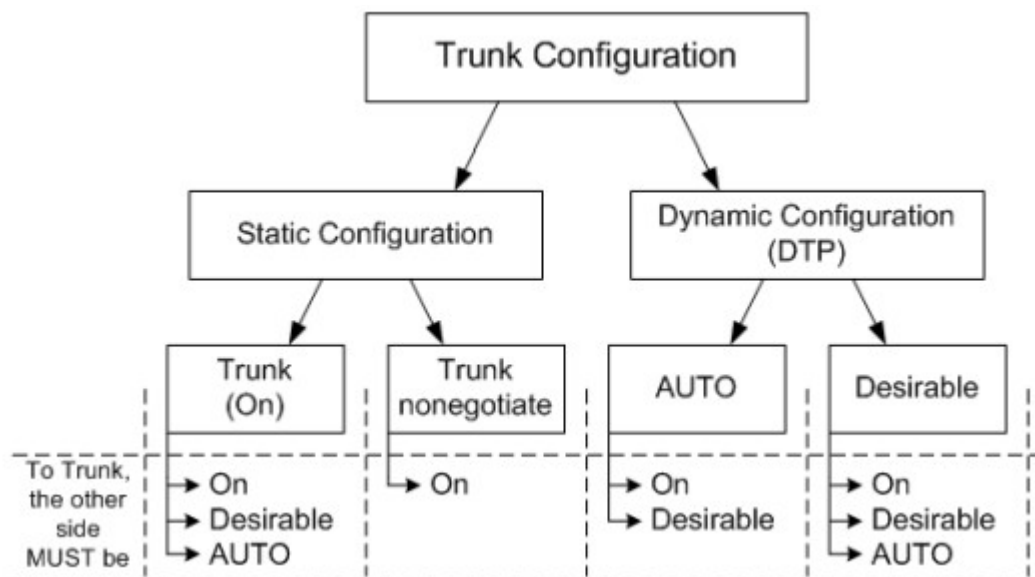 Trunk Configuration
Static Configuration
Dynamic Configuration
(DTP)
Trunk
(On)
Trunk
nonegotiate
AUTO
Desirable
To Trunk,
the other
side
MUST be
On
Desirable
AUTO
On
On
Desirable
On
Desirable
AUTO